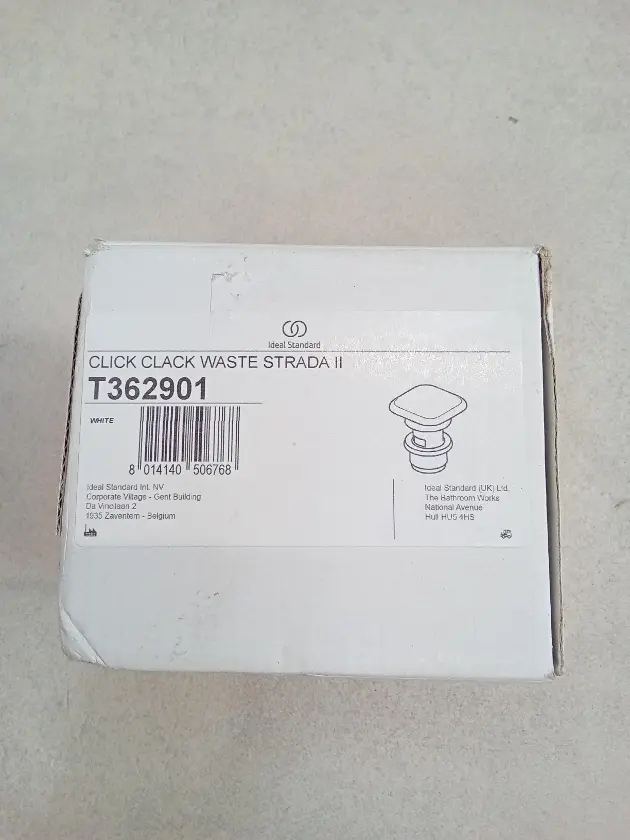 Ideal Standard
CLICK CLACK WASTE STRADA II
T362901
WHITE
8 014140 506768
Ideal Standard Int. NV
Corporate Village - Gent Building
Da Vincilaan 2
1935 Zaventem - Belgium
Ideal Standard (UK) Ltd.
The Bathroom Works
National Avenue
Hull HU5 4HS